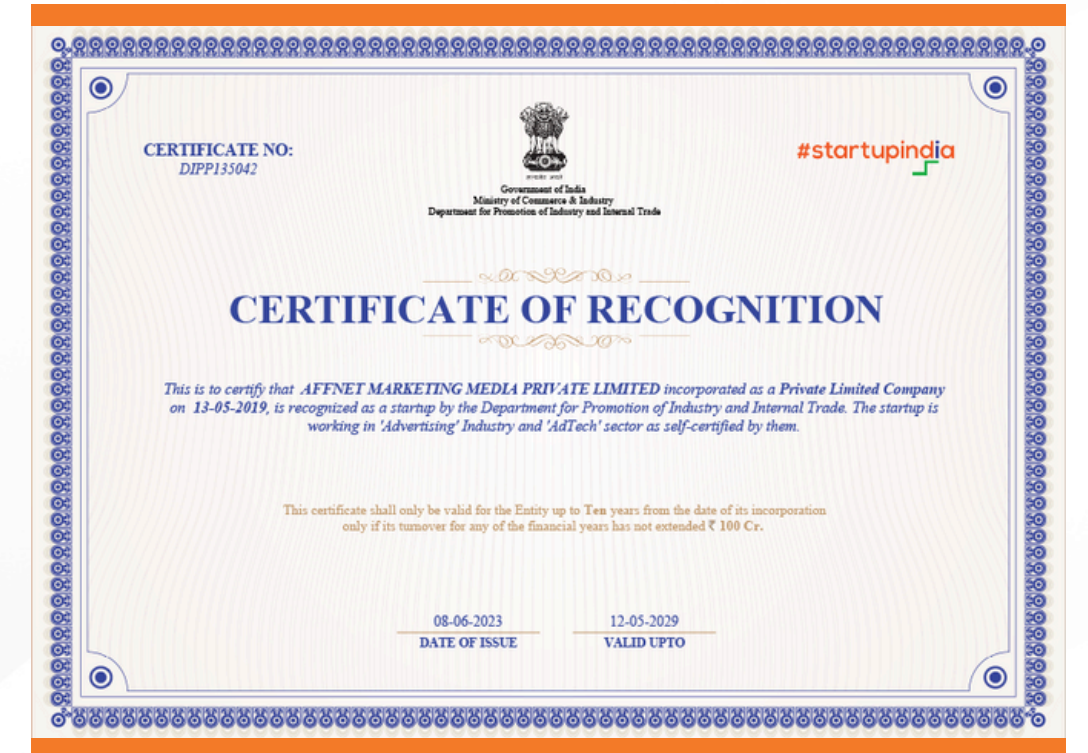 CERTIFICATE NO:
DIPP135042
#startupindia
सत्यमेव जयते
Government of India
Ministry of Commerce & Industry
Department for Promotion of Industry and Internal Trade
CERTIFICATE OF RECOGNITION
This is to certify that AFFNET MARKETING MEDIA PRIVATE LIMITED incorporated as a Private Limited Company
on 13-05-2019, is recognized as a startup by the Department for Promotion of Industry and Internal Trade. The startup is
working in 'Advertising' Industry and 'AdTech' sector as self-certified by them.
This certificate shall only be valid for the Entity up to Ten years from the date of its incorporation
only if its turnover for any of the financial years has not extended ₹ 100 Cr.
08-06-2023
DATE OF ISSUE
12-05-2029
VALID UPTO